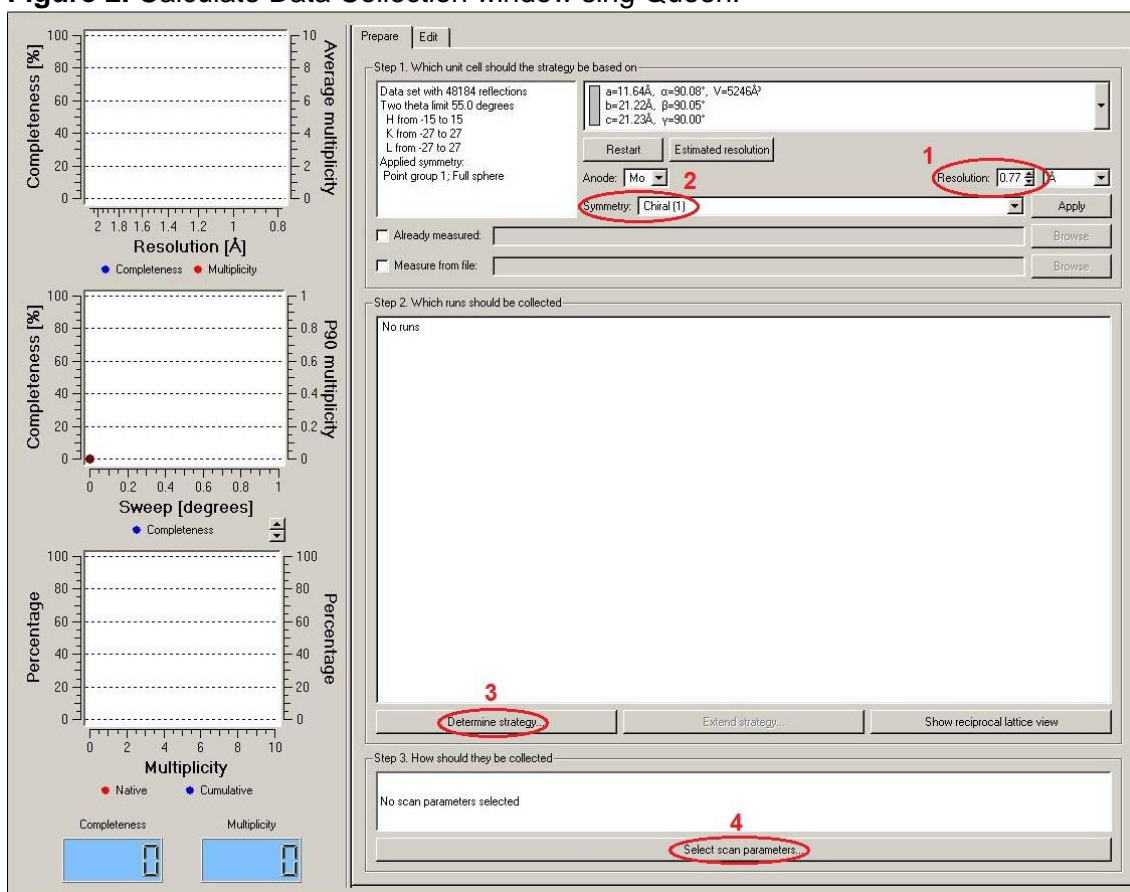 Figure 2. Calculate Data Collection window sing Queen.
Prepare Edit
Step 1. Which unit cell should the strategy be based on
Data set with 48184 reflections
Two theta limit 55.0 degrees
H from -15 to 15
K from -27 to 27
L from -27 to 27
Applied symmetry:
Point group 1; Full sphere
a=11.64Å, α=90.08°, V=5246Å³
b=21.22Å, β=90.05°
c=21.23Å, γ=90.00°
Restart Estimated resolution
1
Anode: Mo 2 Resolution: 0.77 Å
Symmetry: Chiral (1) Apply
Already measured: Browse
Measure from file: Browse
Step 2. Which runs should be collected
No runs
3
Determine strategy... Extend strategy... Show reciprocal lattice view
Step 3. How should they be collected
No scan parameters selected
4
Select scan parameters...
Completeness [%]
100
80
60
40
20
0
Average multiplicity
10
8
6
4
2
0
2 1.8 1.6 1.4 1.2 1 0.8
Resolution [Å]
Completeness Multiplicity
Completeness [%]
100
80
60
40
20
0
P90 multiplicity
1
0.8
0.6
0.4
0.2
0
0 0.2 0.4 0.6 0.8 1
Sweep [degrees]
Completeness
Percentage
100
80
60
40
20
0
Percentage
100
80
60
40
20
0
0 2 4 6 8 10
Multiplicity
Native Cumulative
Completeness Multiplicity
0 0